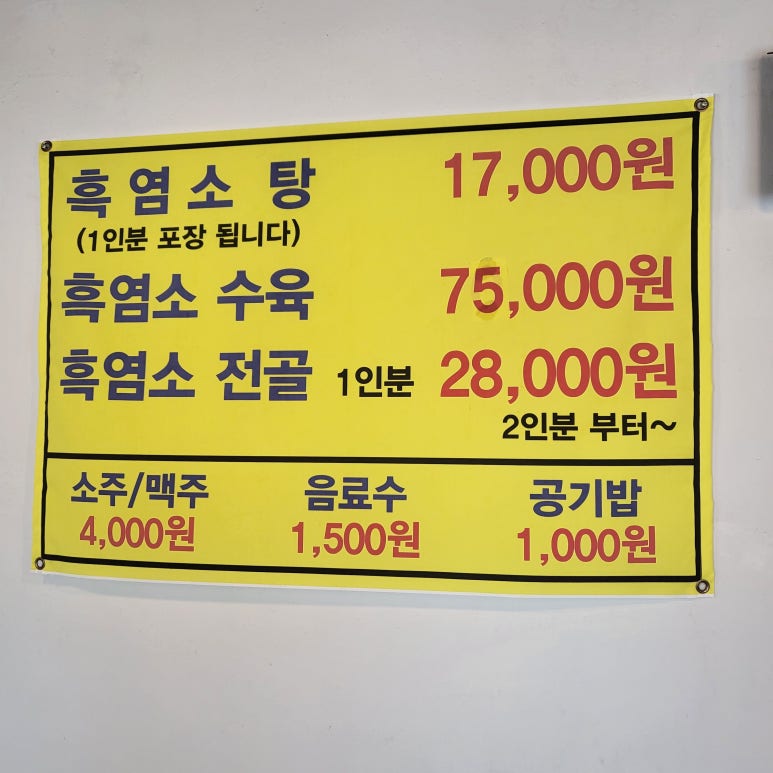 흑염소 탕 17,000원
(1인분 포장 됩니다)
흑염소 수육 75,000원
흑염소 전골 1인분 28,000원
2인분 부터~
소주/맥주 음료수 공기밥
4,000원 1,500원 1,000원